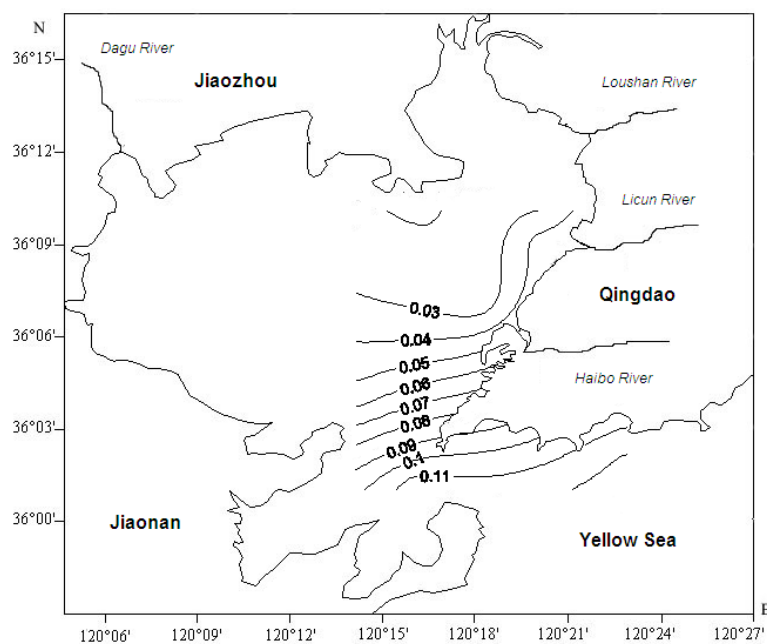 N
Dagu River
36°15'
Jiaozhou
Loushan River
36°12'
Licun River
36°09'
Qingdao
0.03
36°06'
0.04
0.05
Haibo River
0.06
0.07
0.08
36°03'
0.09
0.1
0.11
36°00'
Jiaonan
Yellow Sea
E
120°06' 120°09' 120°12' 120°15' 120°18' 120°21' 120°24' 120°27'